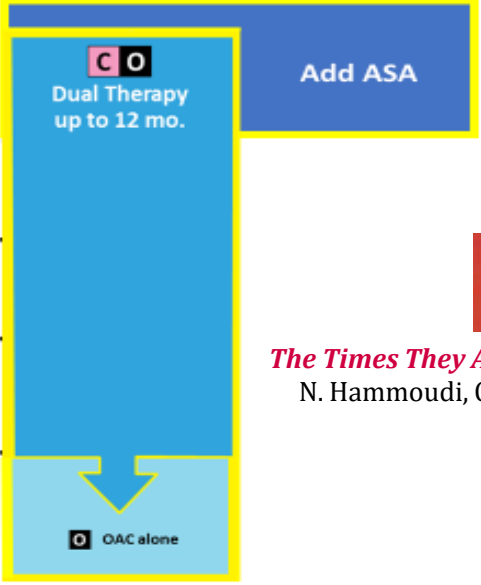 C O
Dual Therapy
up to 12 mo.
Add ASA
The Times They
N. Hammoudi,
O OAC alone